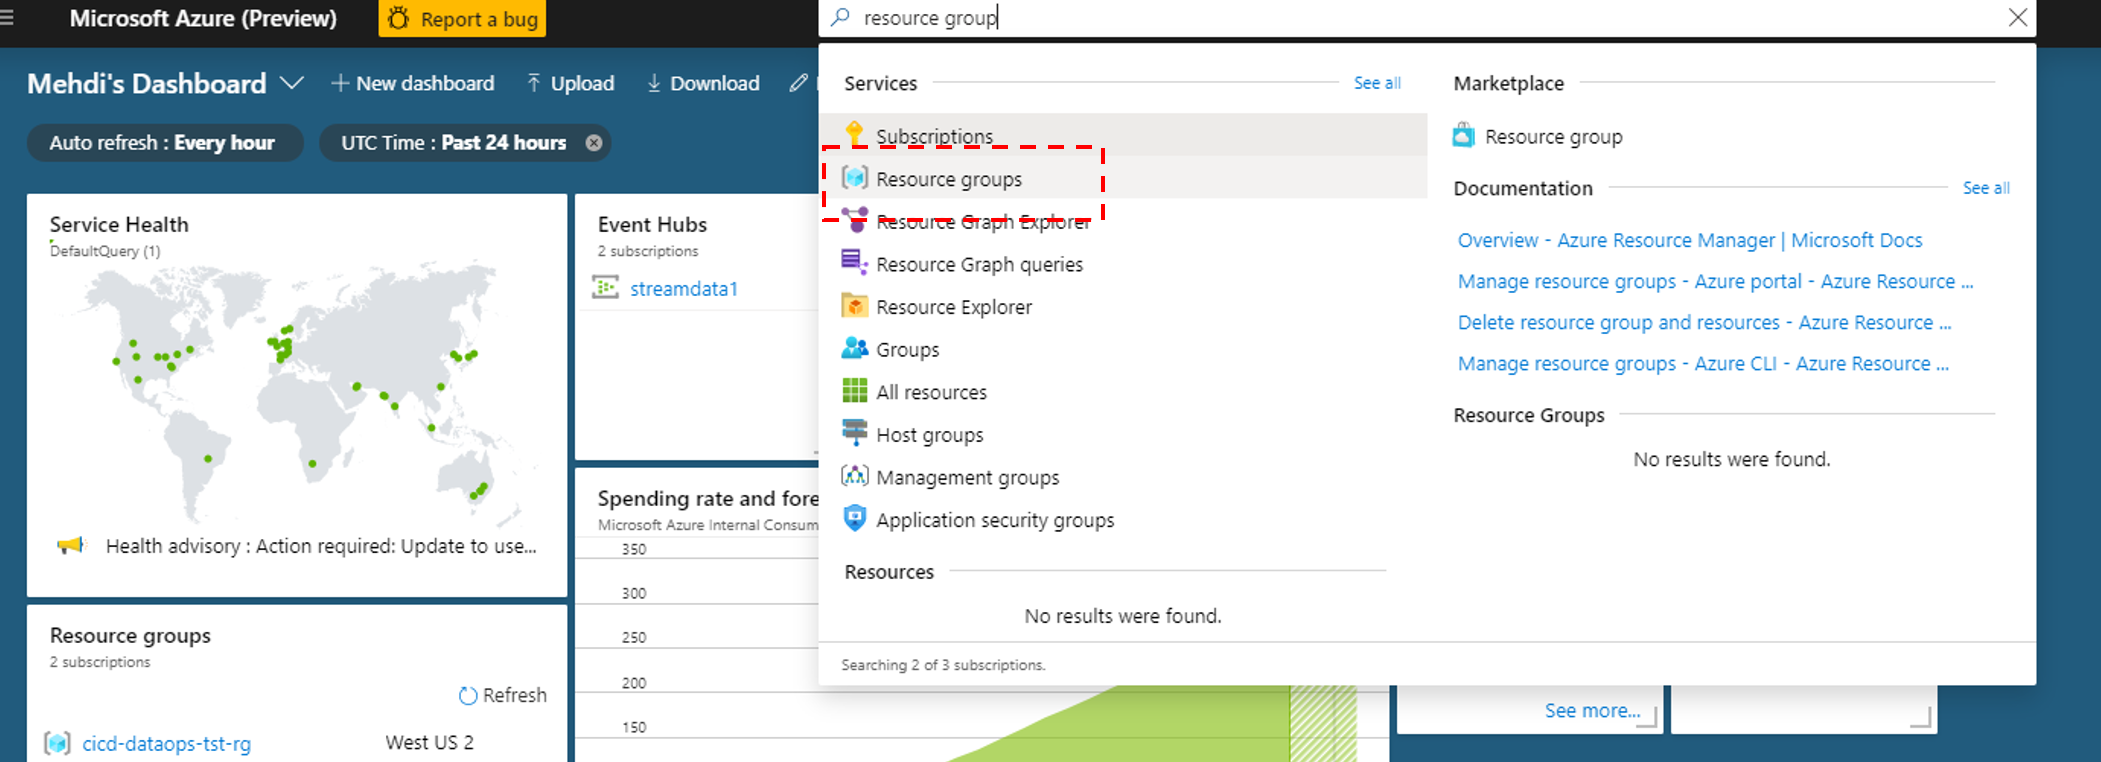 Microsoft Azure (Preview)
Report a bug
resource group
Mehdi's Dashboard
New dashboard
Upload
Download
Auto refresh : Every hour
UTC Time : Past 24 hours
Service Health
DefaultQuery (1)
Health advisory : Action required: Update to use...
Resource groups
2 subscriptions
Refresh
cicd-dataops-tst-rg
West US 2
Event Hubs
2 subscriptions
streamdata1
Spending rate and fore
Microsoft Azure Internal Consum
350
300
250
200
150
Services
See all
Subscriptions
Resource groups
Resource Graph Explorer
Resource Graph queries
Resource Explorer
Groups
All resources
Host groups
Management groups
Application security groups
Resources
No results were found.
Searching 2 of 3 subscriptions.
Marketplace
Resource group
Documentation
See all
Overview - Azure Resource Manager | Microsoft Docs
Manage resource groups - Azure portal - Azure Resource ...
Delete resource group and resources - Azure Resource ...
Manage resource groups - Azure CLI - Azure Resource ...
Resource Groups
No results were found.
See more...